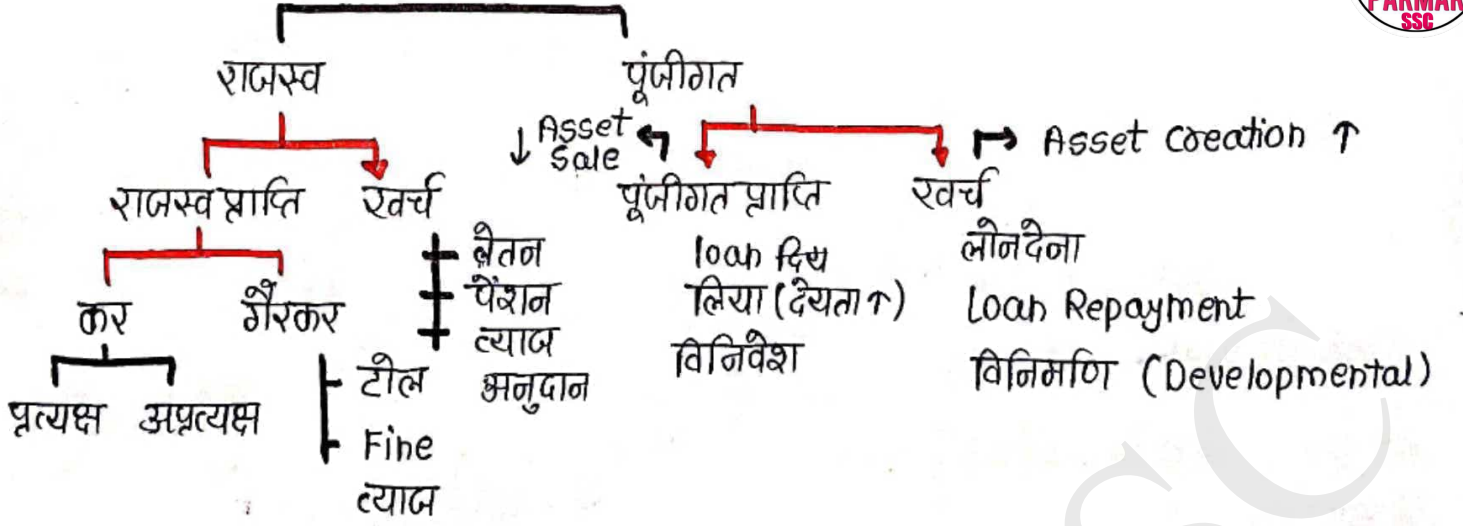 PARMAR
SSC
राजस्व
पूंजीगत
राजस्व प्राप्ति
खर्च
↓ Asset Sale
पूंजीगत प्राप्ति
खर्च
Asset Creation ↑
कर
गैरकर
प्रत्यक्ष
अप्रत्यक्ष
टोल
Fine
ब्याज
वेतन
पेंशन
ब्याज
अनुदान
loan
लिया (देयता↑)
विनिवेश
लोन देना
Loan Repayment
विनिर्माण (Developmental)